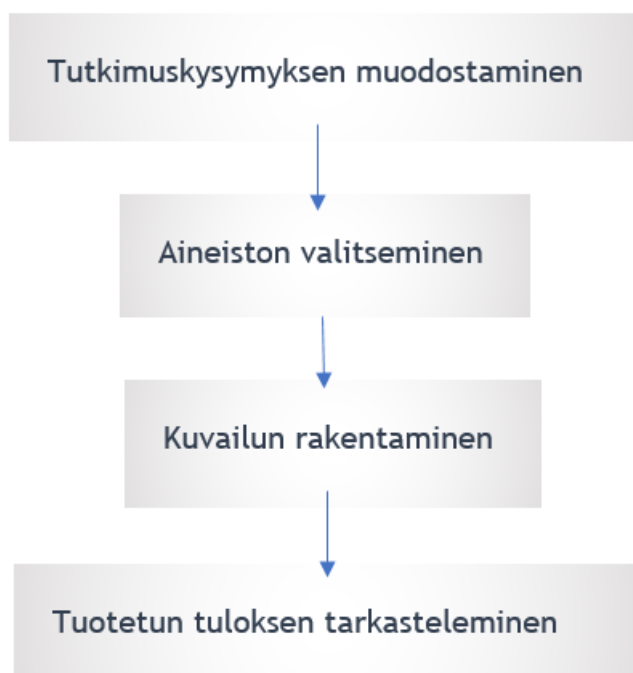 Tutkimuskysymyksen muodostaminen
Aineiston valitseminen
Kuvailun rakentaminen
Tuotetun tuloksen tarkasteleminen